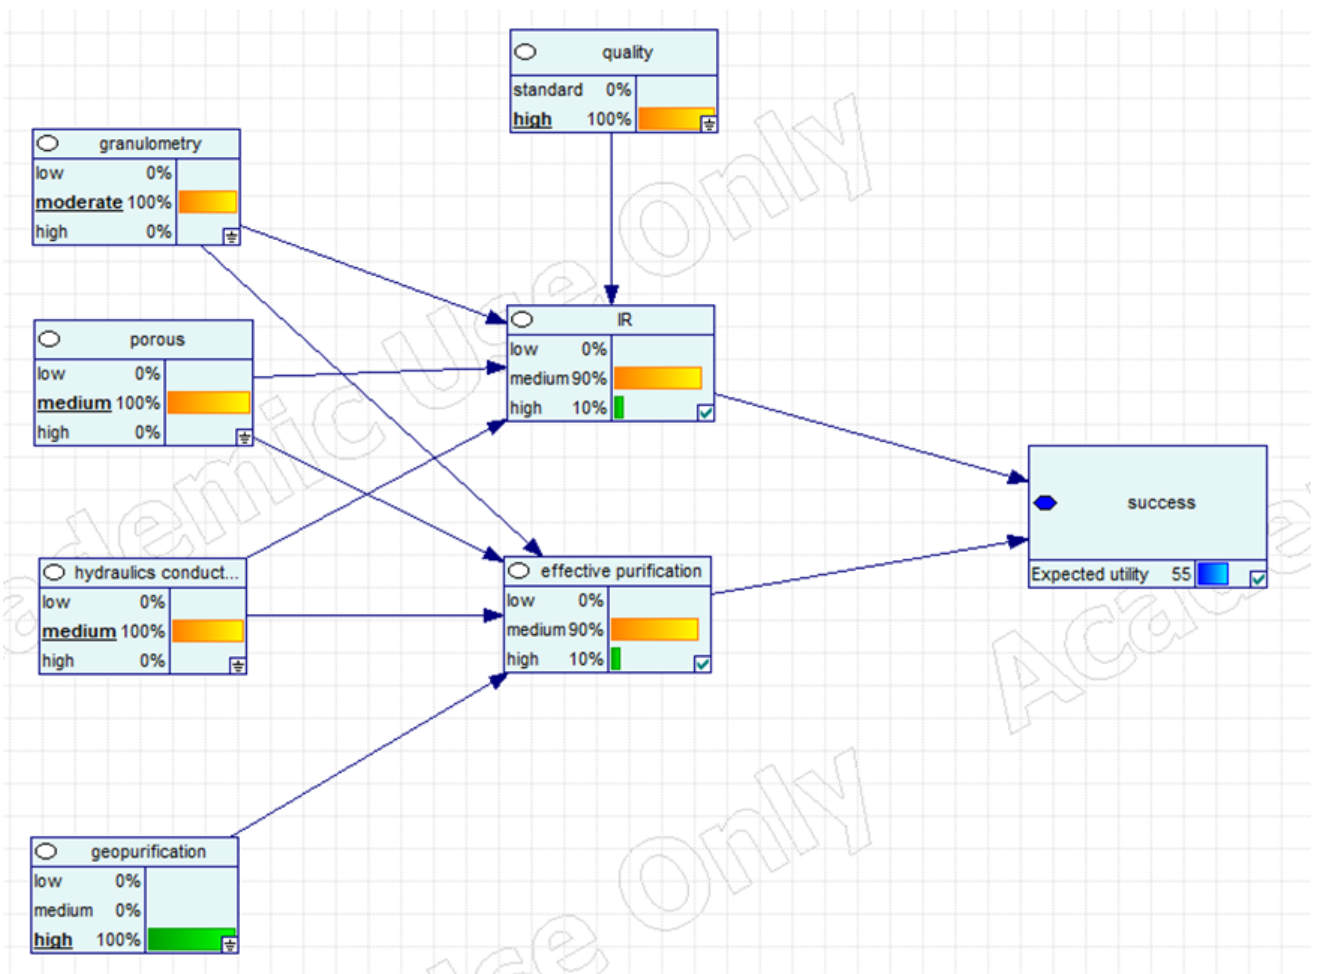 quality
standard 0%
high 100%
granulometry
low 0%
moderate 100%
high 0%
IR
low 0%
medium 90%
high 10%
porous
low 0%
medium 100%
high 0%
success
Expected utility 55
hydraulics conduct...
low 0%
medium 100%
high 0%
effective purification
low 0%
medium 90%
high 10%
geopurification
low 0%
medium 0%
high 100%
ademic Use Only
Acade
Use Only